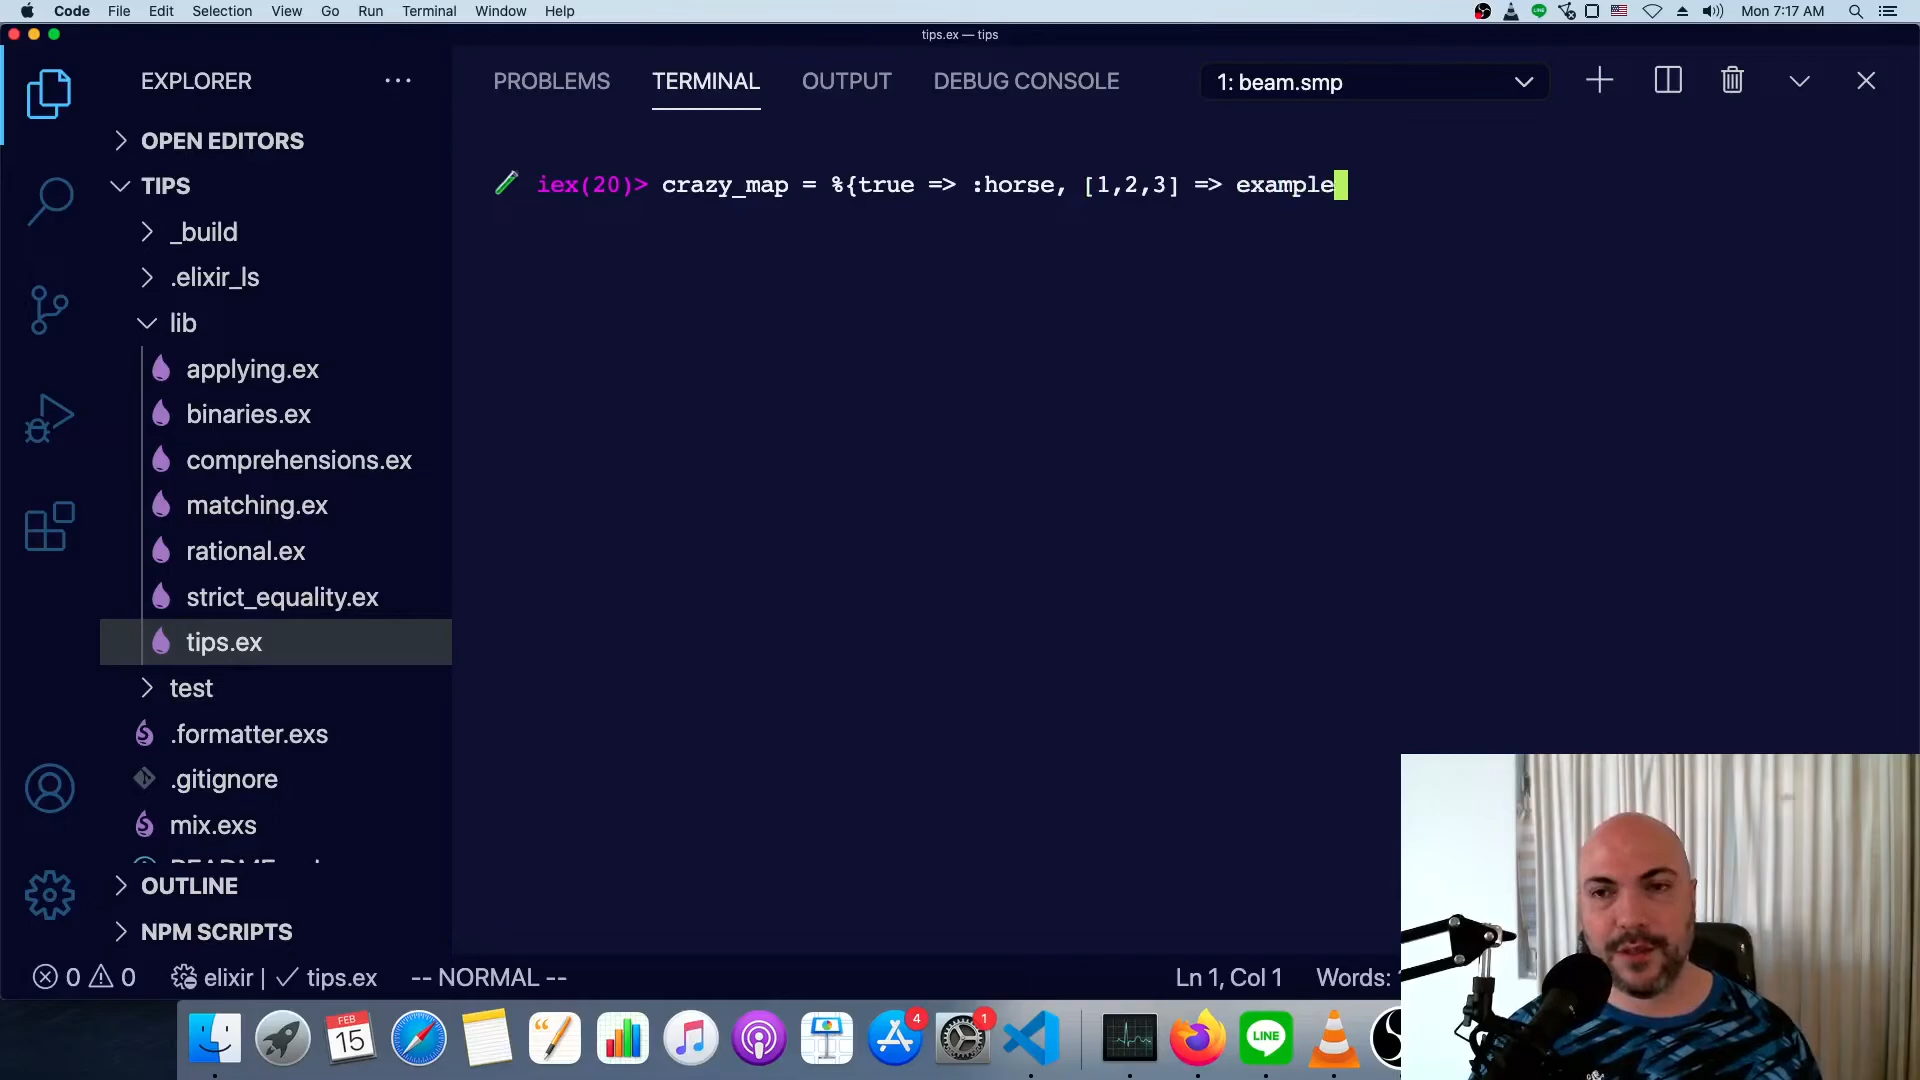 Code File Edit Selection View Go Run Terminal Window Help
Mon 7:17 AM
tips.ex — tips
EXPLORER
OPEN EDITORS
TIPS
_build
.elixir_ls
lib
applying.ex
binaries.ex
comprehensions.ex
matching.ex
rational.ex
strict_equality.ex
tips.ex
test
.formatter.exs
.gitignore
mix.exs
OUTLINE
NPM SCRIPTS
PROBLEMS TERMINAL OUTPUT DEBUG CONSOLE
1: beam.smp
iex(20)> crazy_map = %{true => :horse, [1,2,3] => example
0 0 elixir | ✓ tips.ex -- NORMAL -- Ln 1, Col 1 Words:
FEB
15
4
1
LINE